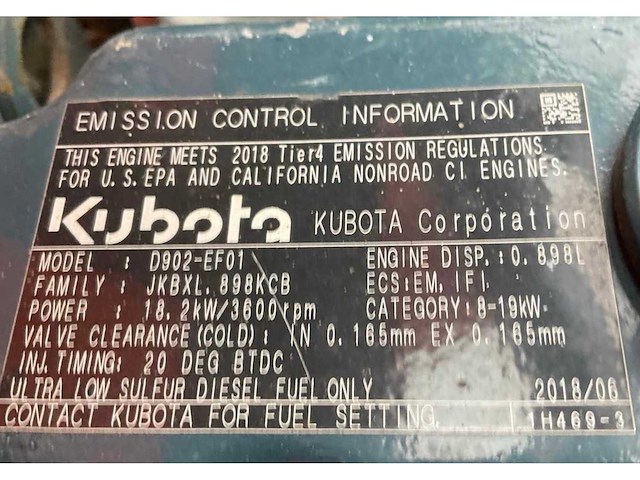 EMISSION CONTROL INFORMATION
THIS ENGINE MEETS 2018 Tier4 EMISSION REGULATIONS
FOR U.S. EPA AND CALIFORNIA NONROAD CI ENGINES.
Kubota KUBOTA Corporation
MODEL : D902-EF01 ENGINE DISP.: 0.898L
FAMILY : JKBXL.898KCB ECS:EM, IFI
POWER : 18.2kW/3600rpm CATEGORY:8-19kW
VALVE CLEARANCE(COLD): IN 0.165mm EX 0.165mm
INJ.TIMING: 20 DEG BTDC
ULTRA LOW SULFUR DIESEL FUEL ONLY 2018/06
CONTACT KUBOTA FOR FUEL SETTING. 1H469-3